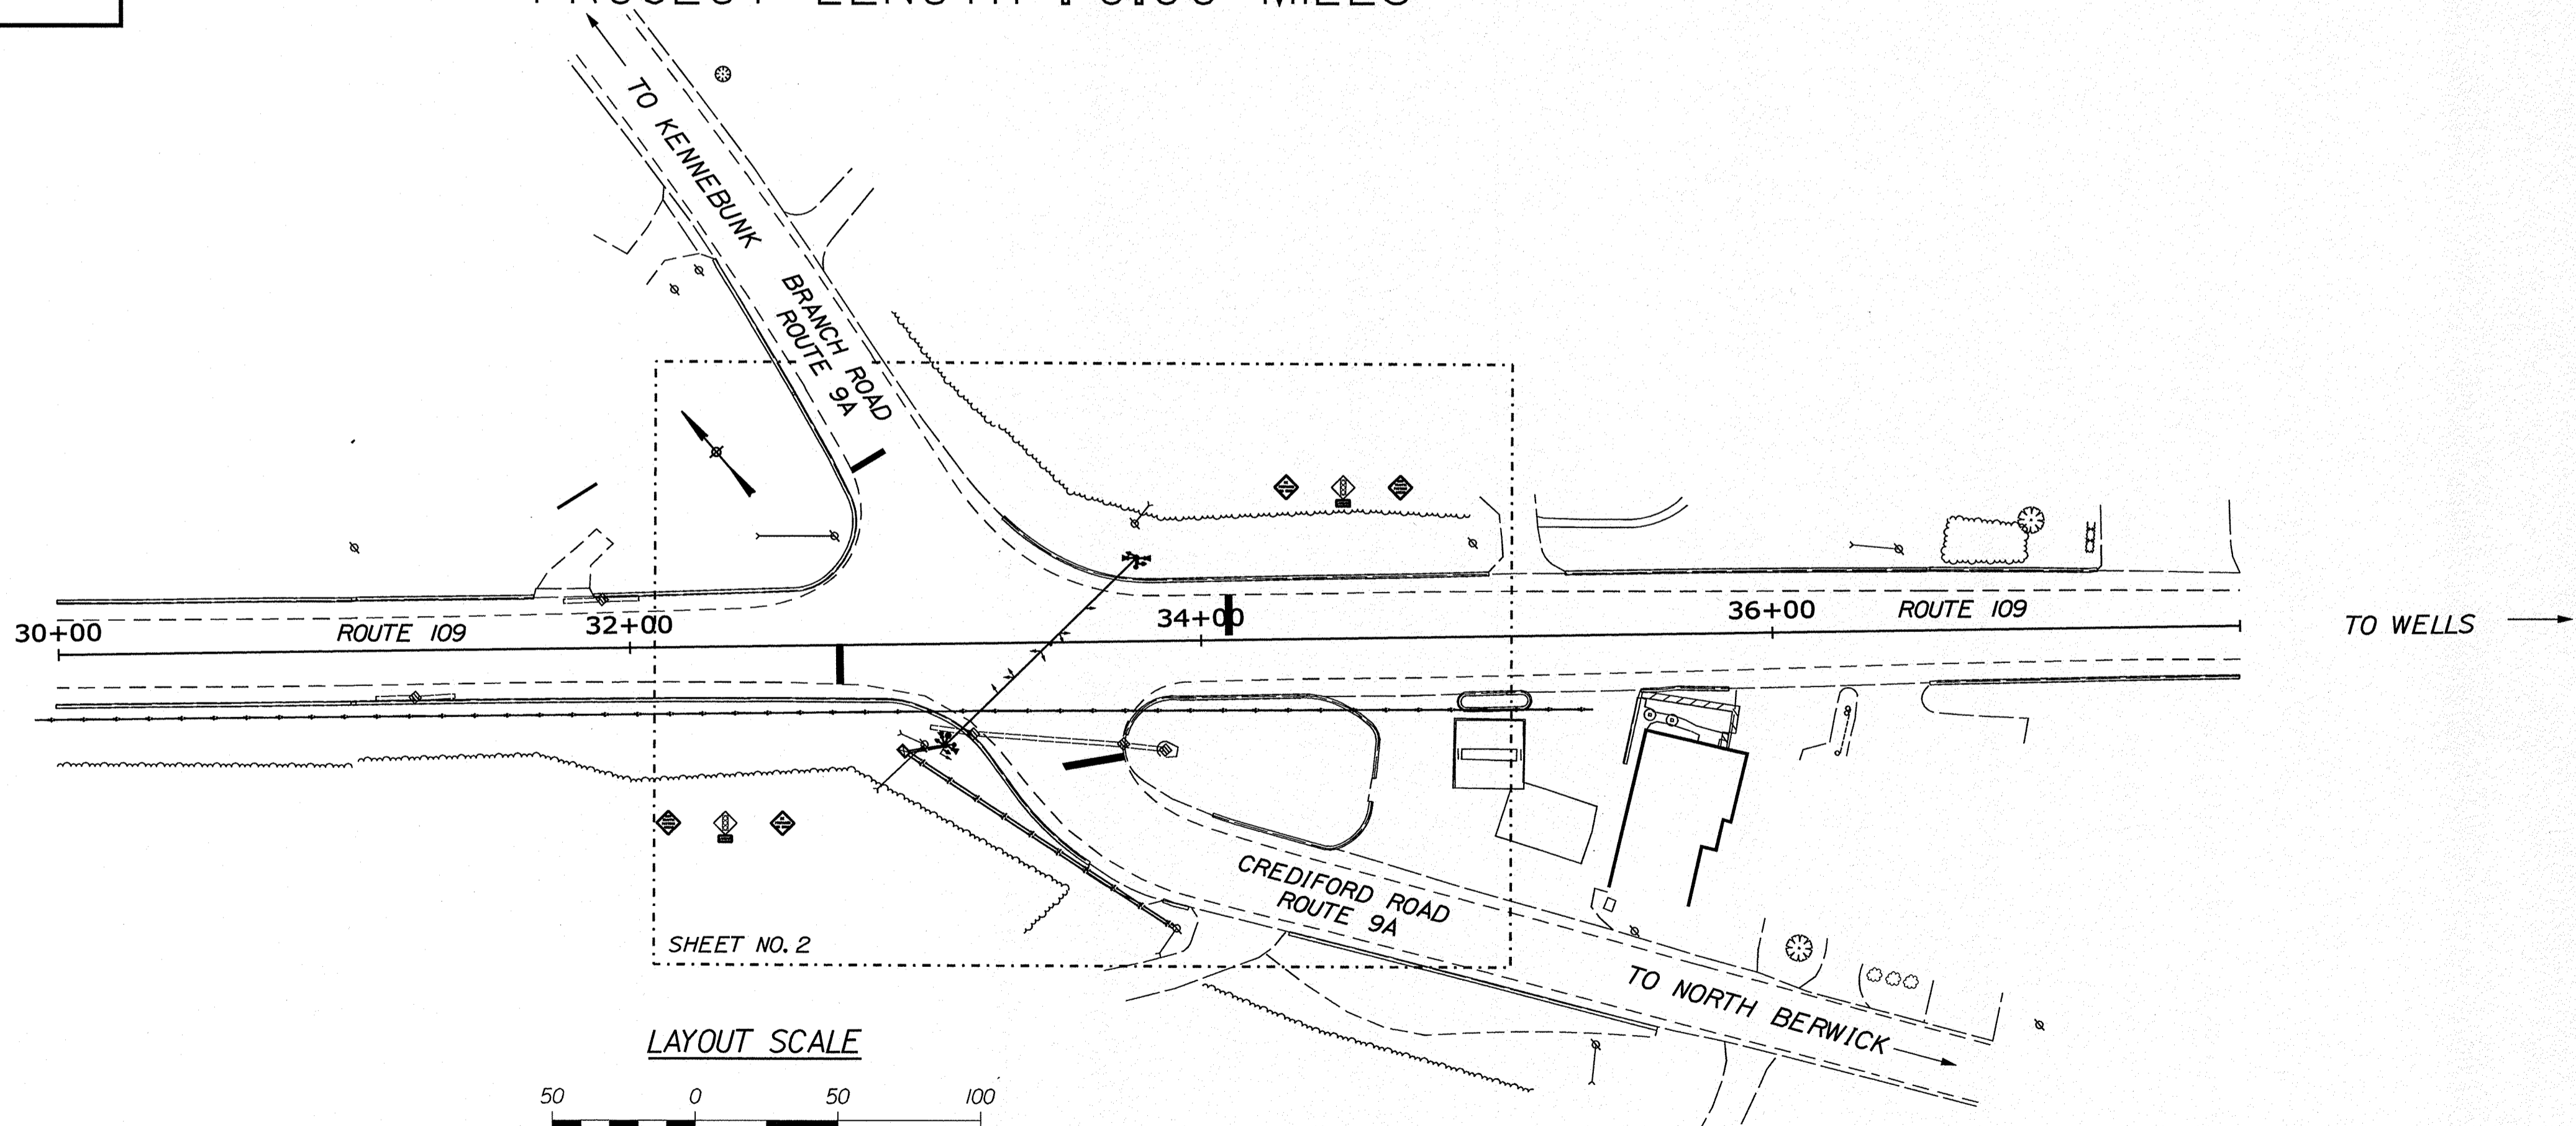 TO KENNEBUNK
BRANCH ROAD
ROUTE 9A
30+00
ROUTE 109
32+00
34+00
36+00
ROUTE 109
TO WELLS
CREDIFORD ROAD
ROUTE 9A
SHEET NO. 2
TO NORTH BERWICK
LAYOUT SCALE
50 0 50 100